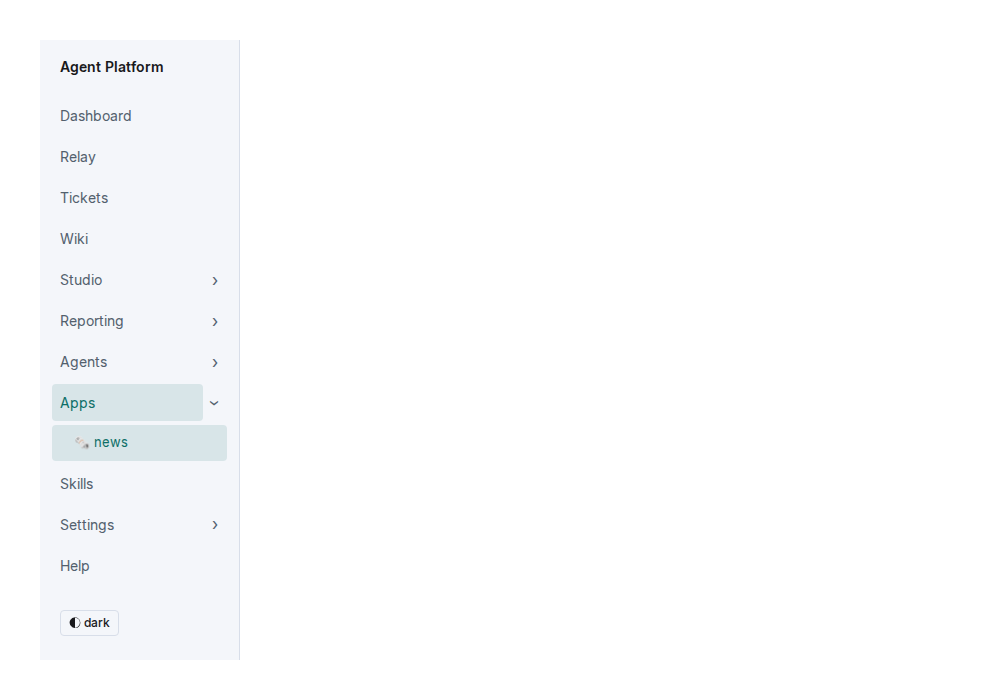 Agent Platform
Dashboard
Relay
Tickets
Wiki
Studio
Reporting
Agents
Apps
news
Skills
Settings
Help
dark